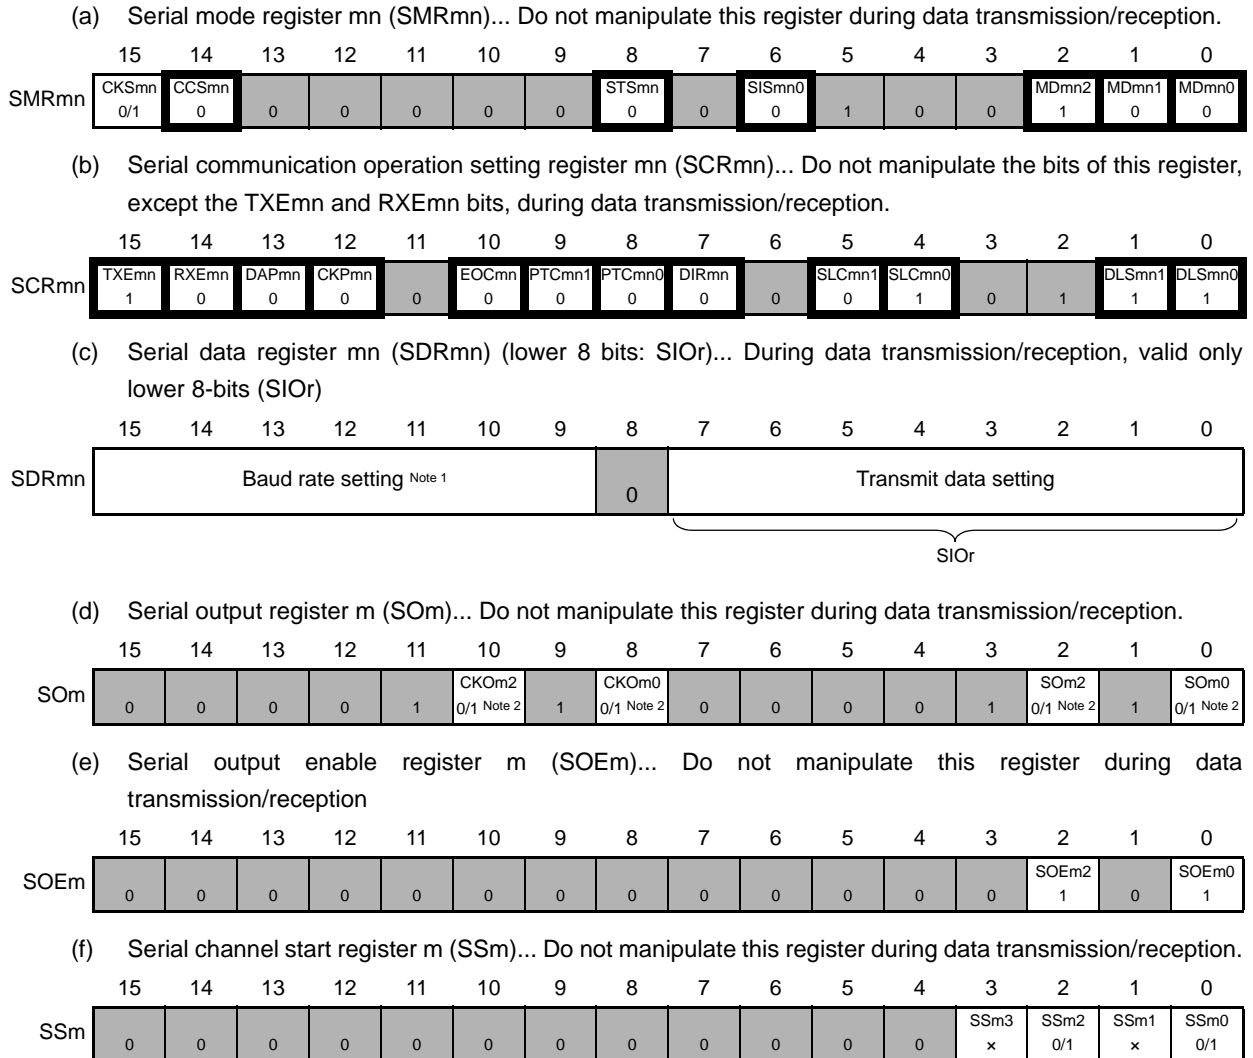 (a) Serial mode register mn (SMRmn)... Do not manipulate this register during data transmission/reception.
15 14 13 12 11 10 9 8 7 6 5 4 3 2 1 0
CKSmn CCSmn STSmn SISmn0 MDmn2 MDmn1 MDmn0
SMRmn
0/1 0 0 0 0 0 0 0 0 0 1 0 0 1 0 0
(b) Serial communication operation setting register mn (SCRmn)... Do not manipulate the bits of this register,
except the TXEmn and RXEmn bits, during data transmission/reception.
15 14 13 12 11 10 9 8 7 6 5 4 3 2 1 0
TXEmn RXEmn DAPmn CKPmn EOCmn PTCmn1 PTCmn0 DIRmn SLCmn1 SLCmn0 DLSmn1 DLSmn0
SCRmn
1 0 0 0 0 0 0 0 0 0 0 1 0 1 1 1
(c) Serial data register mn (SDRmn) (lower 8 bits: SIOr)... During data transmission/reception, valid only
lower 8-bits (SIOr)
15 14 13 12 11 10 9 8 7 6 5 4 3 2 1 0
SDRmn Baud rate setting Note 1 0 Transmit data setting
SIOr
(d) Serial output register m (SOm)... Do not manipulate this register during data transmission/reception.
15 14 13 12 11 10 9 8 7 6 5 4 3 2 1 0
CKOm2 CKOm0 SOm2 SOm0
SOm
0 0 0 0 1 0/1 Note 2 1 0/1 Note 2 0 0 0 0 1 0/1 Note 2 1 0/1 Note 2
(e) Serial output enable register m (SOEm)... Do not manipulate this register during data
transmission/reception
15 14 13 12 11 10 9 8 7 6 5 4 3 2 1 0
SOEm2 SOEm0
SOEm
0 0 0 0 0 0 0 0 0 0 0 0 0 1 0 1
(f) Serial channel start register m (SSm)... Do not manipulate this register during data transmission/reception.
15 14 13 12 11 10 9 8 7 6 5 4 3 2 1 0
SSm3 SSm2 SSm1 SSm0
SSm
0 0 0 0 0 0 0 0 0 0 0 0 × 0/1 × 0/1